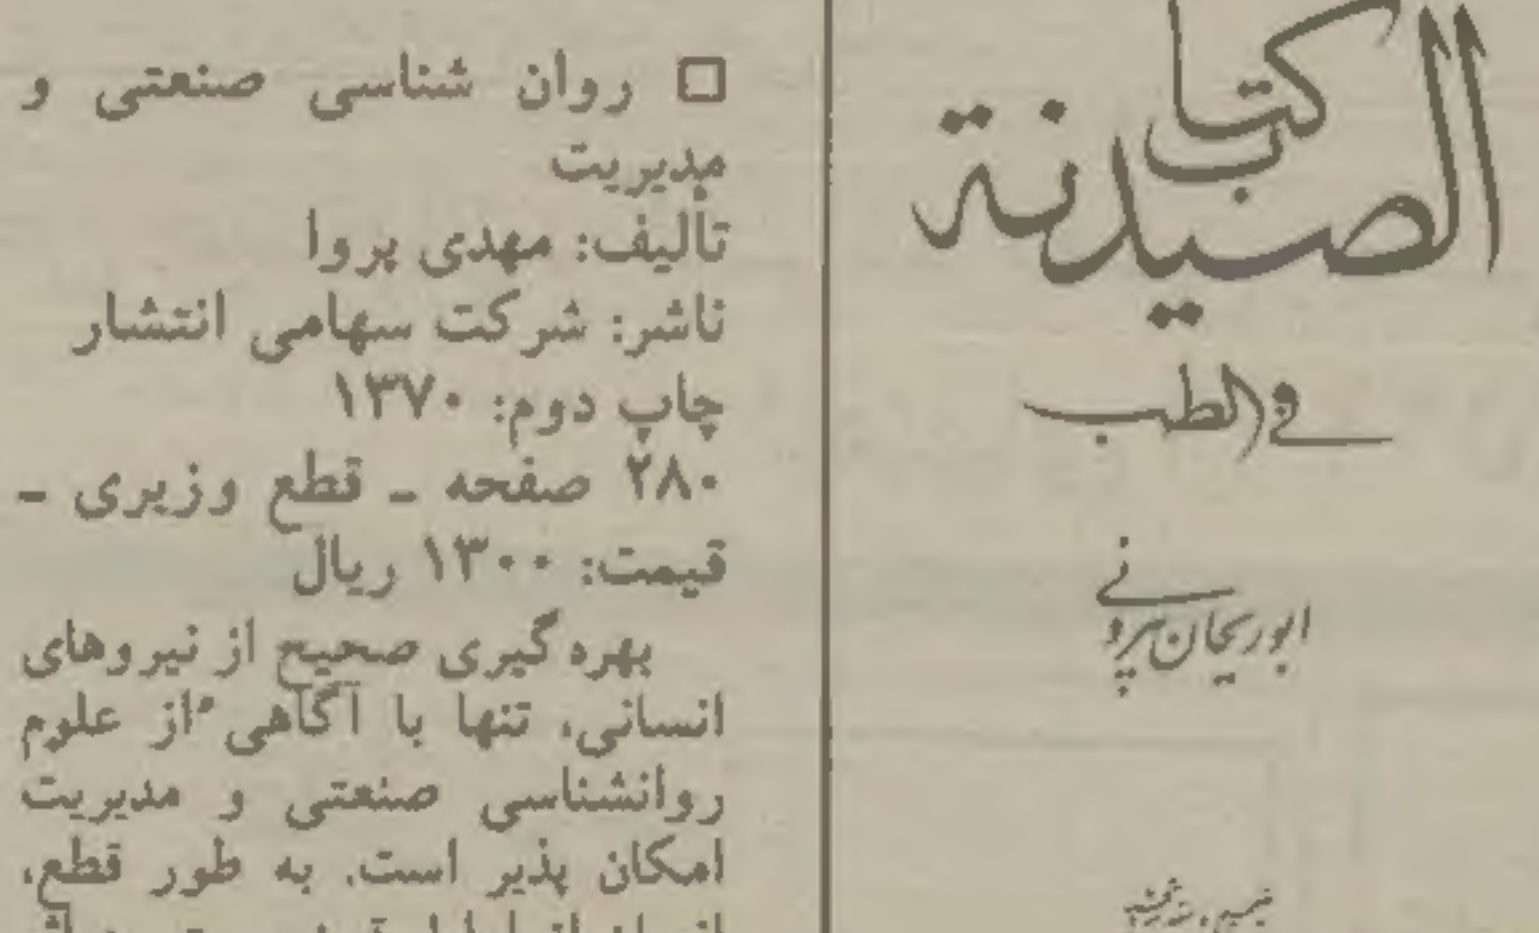 کتاب
الصیدنة
في الطب
ابوریحان بیرونی
□ روان شناسی صنعتی و
مدیریت
تألیف: مهدی پروا
ناشر: شرکت سهامی انتشار
چاپ دوم: ۱۳۷۰
۲۸۰ صفحه ـ قطع وزیری ـ
قیمت: ۱۳۰۰ ریال
بهره گیری صحیح از نیروهای
انسانی، تنها با آگاهی از علوم
روانشناسی صنعتی و مدیریت
امکان پذیر است. به طور قطع،